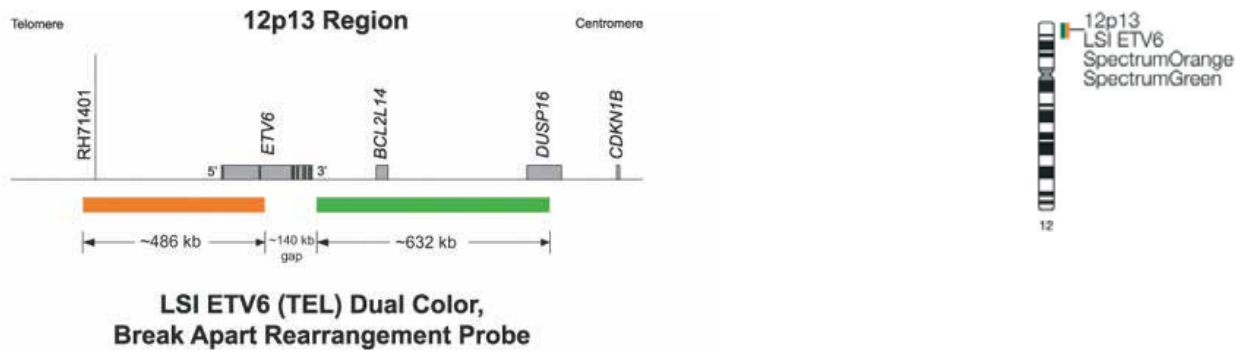 12p13 Region
Telomere
Centromere
RH71401
ETV6
BCL2L14
DUSP16
CDKN1B
5'
3'
~486 kb
~140 kb
gap
~632 kb
LSI ETV6 (TEL) Dual Color,
Break Apart Rearrangement Probe
12p13
LSI ETV6
SpectrumOrange
SpectrumGreen
12